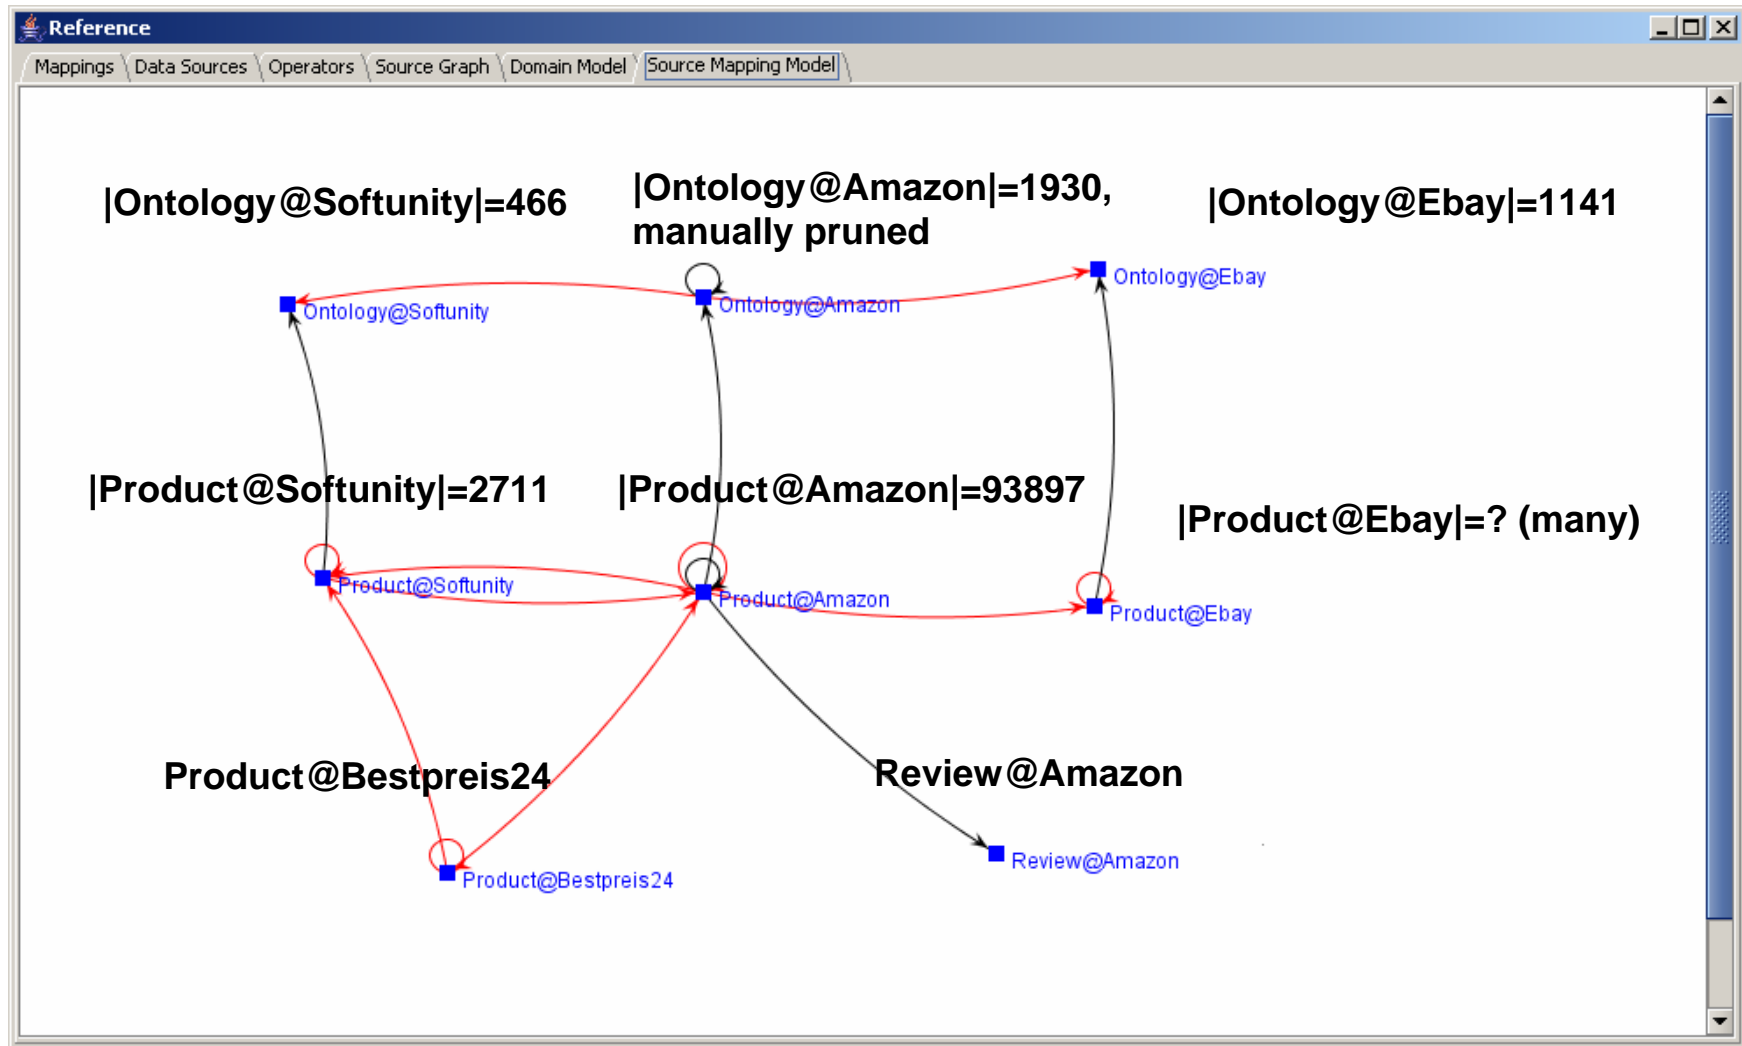 Reference
Mappings Data Sources Operators Source Graph Domain Model Source Mapping Model
|Ontology@Softunity|=466
|Ontology@Amazon|=1930,
manually pruned
|Ontology@Ebay|=1141
Ontology@Softunity
Ontology@Amazon
Ontology@Ebay
|Product@Softunity|=2711
|Product@Amazon|=93897
|Product@Ebay|=? (many)
Product@Softunity
Product@Amazon
Product@Ebay
Product@Bestpreis24
Review@Amazon
Product@Bestpreis24
Review@Amazon